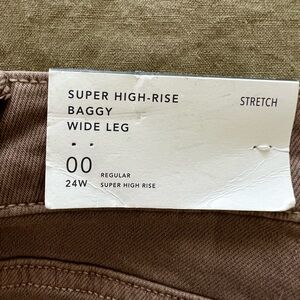 SUPER HIGH-RISE
BAGGY
WIDE LEG
STRETCH
00
REGULAR
24W
SUPER HIGH RISE